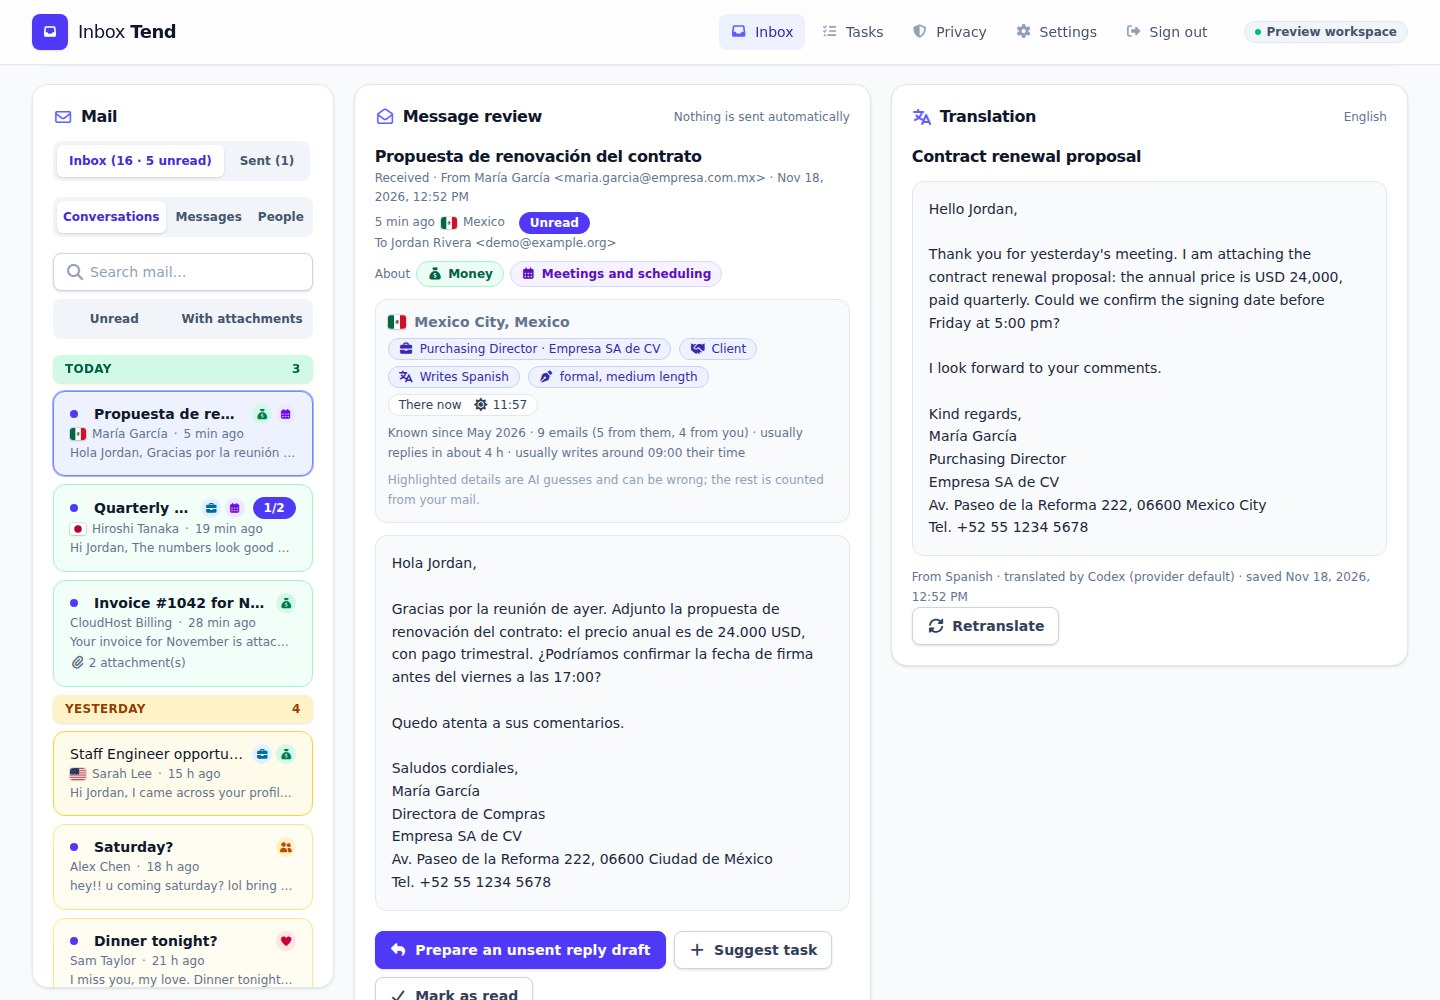 Inbox Tend
Inbox
Tasks
Privacy
Settings
Sign out
Preview workspace
Mail
Inbox (16 · 5 unread)
Sent (1)
Conversations
Messages
People
Search mail...
Unread
With attachments
TODAY
3
Propuesta de re...
María García · 5 min ago
Hola Jordan, Gracias por la reunión ...
Quarterly ...
1/2
Hiroshi Tanaka · 19 min ago
Hi Jordan, The numbers look good ...
Invoice #1042 for N...
CloudHost Billing · 28 min ago
Your invoice for November is attac...
2 attachment(s)
YESTERDAY
4
Staff Engineer opportu...
Sarah Lee · 15 h ago
Hi Jordan, I came across your profil...
Saturday?
Alex Chen · 18 h ago
hey!! u coming saturday? lol bring ...
Dinner tonight?
Sam Taylor · 21 h ago
I miss you, my love. Dinner tonight...
Message review
Nothing is sent automatically
Propuesta de renovación del contrato
Received · From María García <maria.garcia@empresa.com.mx> · Nov 18,
2026, 12:52 PM
5 min ago Mexico Unread
To Jordan Rivera <demo@example.org>
About Money Meetings and scheduling
Mexico City, Mexico
Purchasing Director · Empresa SA de CV
Client
Writes Spanish
formal, medium length
There now 11:57
Known since May 2026 · 9 emails (5 from them, 4 from you) · usually
replies in about 4 h · usually writes around 09:00 their time
Highlighted details are AI guesses and can be wrong; the rest is counted
from your mail.
Hola Jordan,
Gracias por la reunión de ayer. Adjunto la propuesta de
renovación del contrato: el precio anual es de 24.000 USD,
con pago trimestral. ¿Podríamos confirmar la fecha de firma
antes del viernes a las 17:00?
Quedo atenta a sus comentarios.
Saludos cordiales,
María García
Directora de Compras
Empresa SA de CV
Av. Paseo de la Reforma 222, 06600 Ciudad de México
Tel. +52 55 1234 5678
Prepare an unsent reply draft
Suggest task
Mark as read
Translation
English
Contract renewal proposal
Hello Jordan,
Thank you for yesterday's meeting. I am attaching the
contract renewal proposal: the annual price is USD 24,000,
paid quarterly. Could we confirm the signing date before
Friday at 5:00 pm?
I look forward to your comments.
Kind regards,
María García
Purchasing Director
Empresa SA de CV
Av. Paseo de la Reforma 222, 06600 Mexico City
Tel. +52 55 1234 5678
From Spanish · translated by Codex (provider default) · saved Nov 18, 2026,
12:52 PM
Retranslate